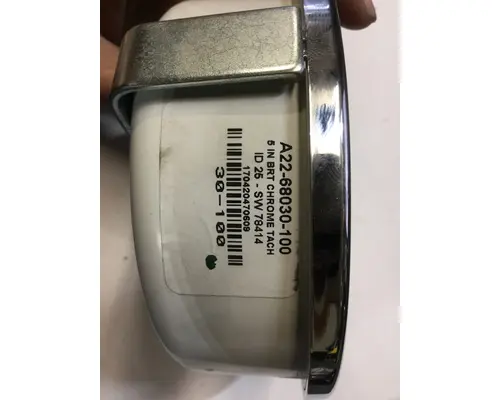 A22-68030-100
5 IN BRT CHROME TACH
ID 26 - SW 78414
170420470609
30-100